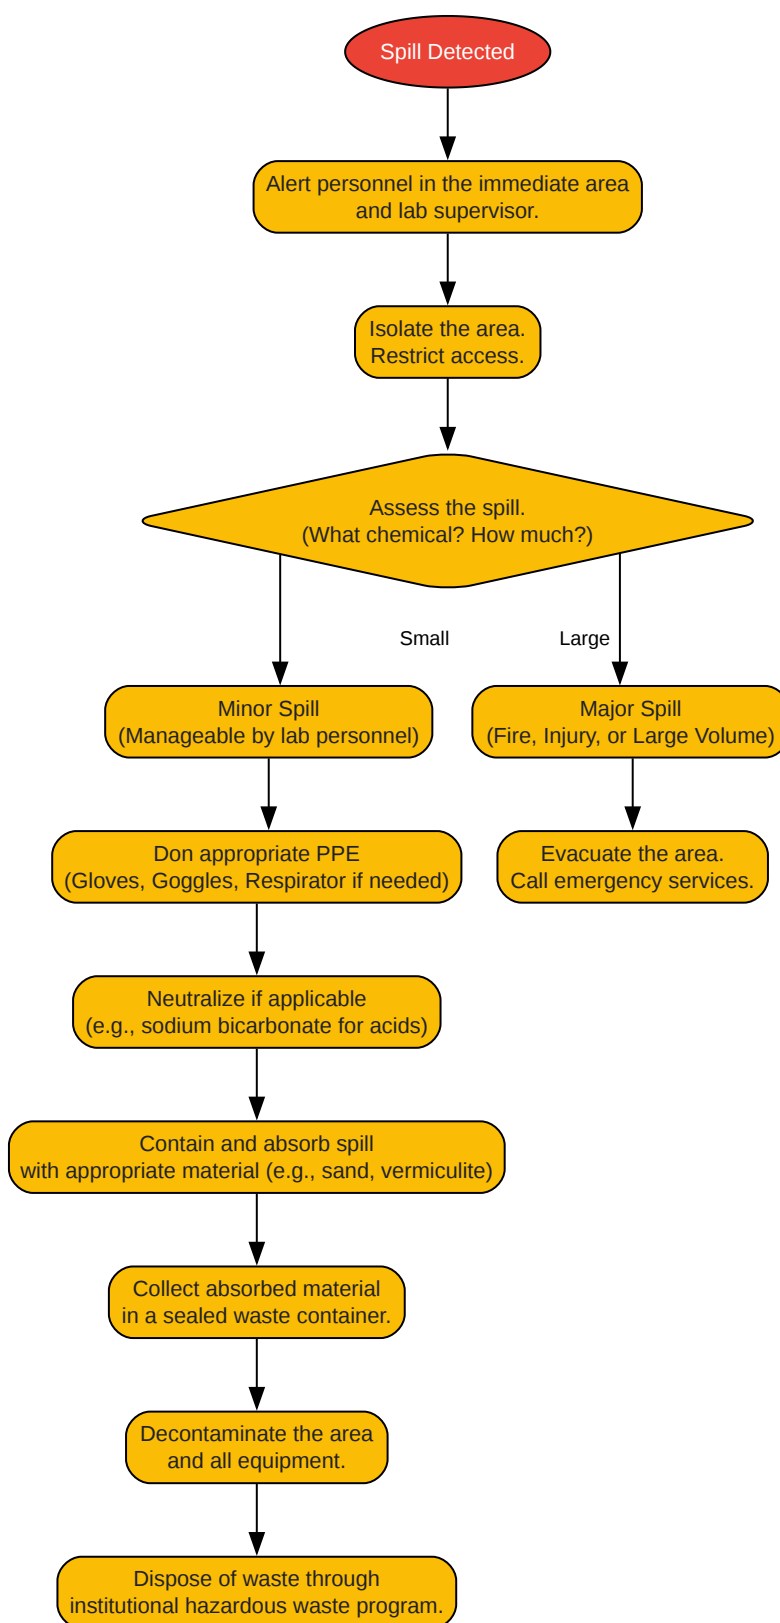 Spill Detected
Alert personnel in the immediate area
and lab supervisor.
Isolate the area.
Restrict access.
Assess the spill.
(What chemical? How much?)
Small
Large
Minor Spill
(Manageable by lab personnel)
Major Spill
(Fire, Injury, or Large Volume)
Don appropriate PPE
(Gloves, Goggles, Respirator if needed)
Evacuate the area.
Call emergency services.
Neutralize if applicable
(e.g., sodium bicarbonate for acids)
Contain and absorb spill
with appropriate material (e.g., sand, vermiculite)
Collect absorbed material
in a sealed waste container.
Decontaminate the area
and all equipment.
Dispose of waste through
institutional hazardous waste program.